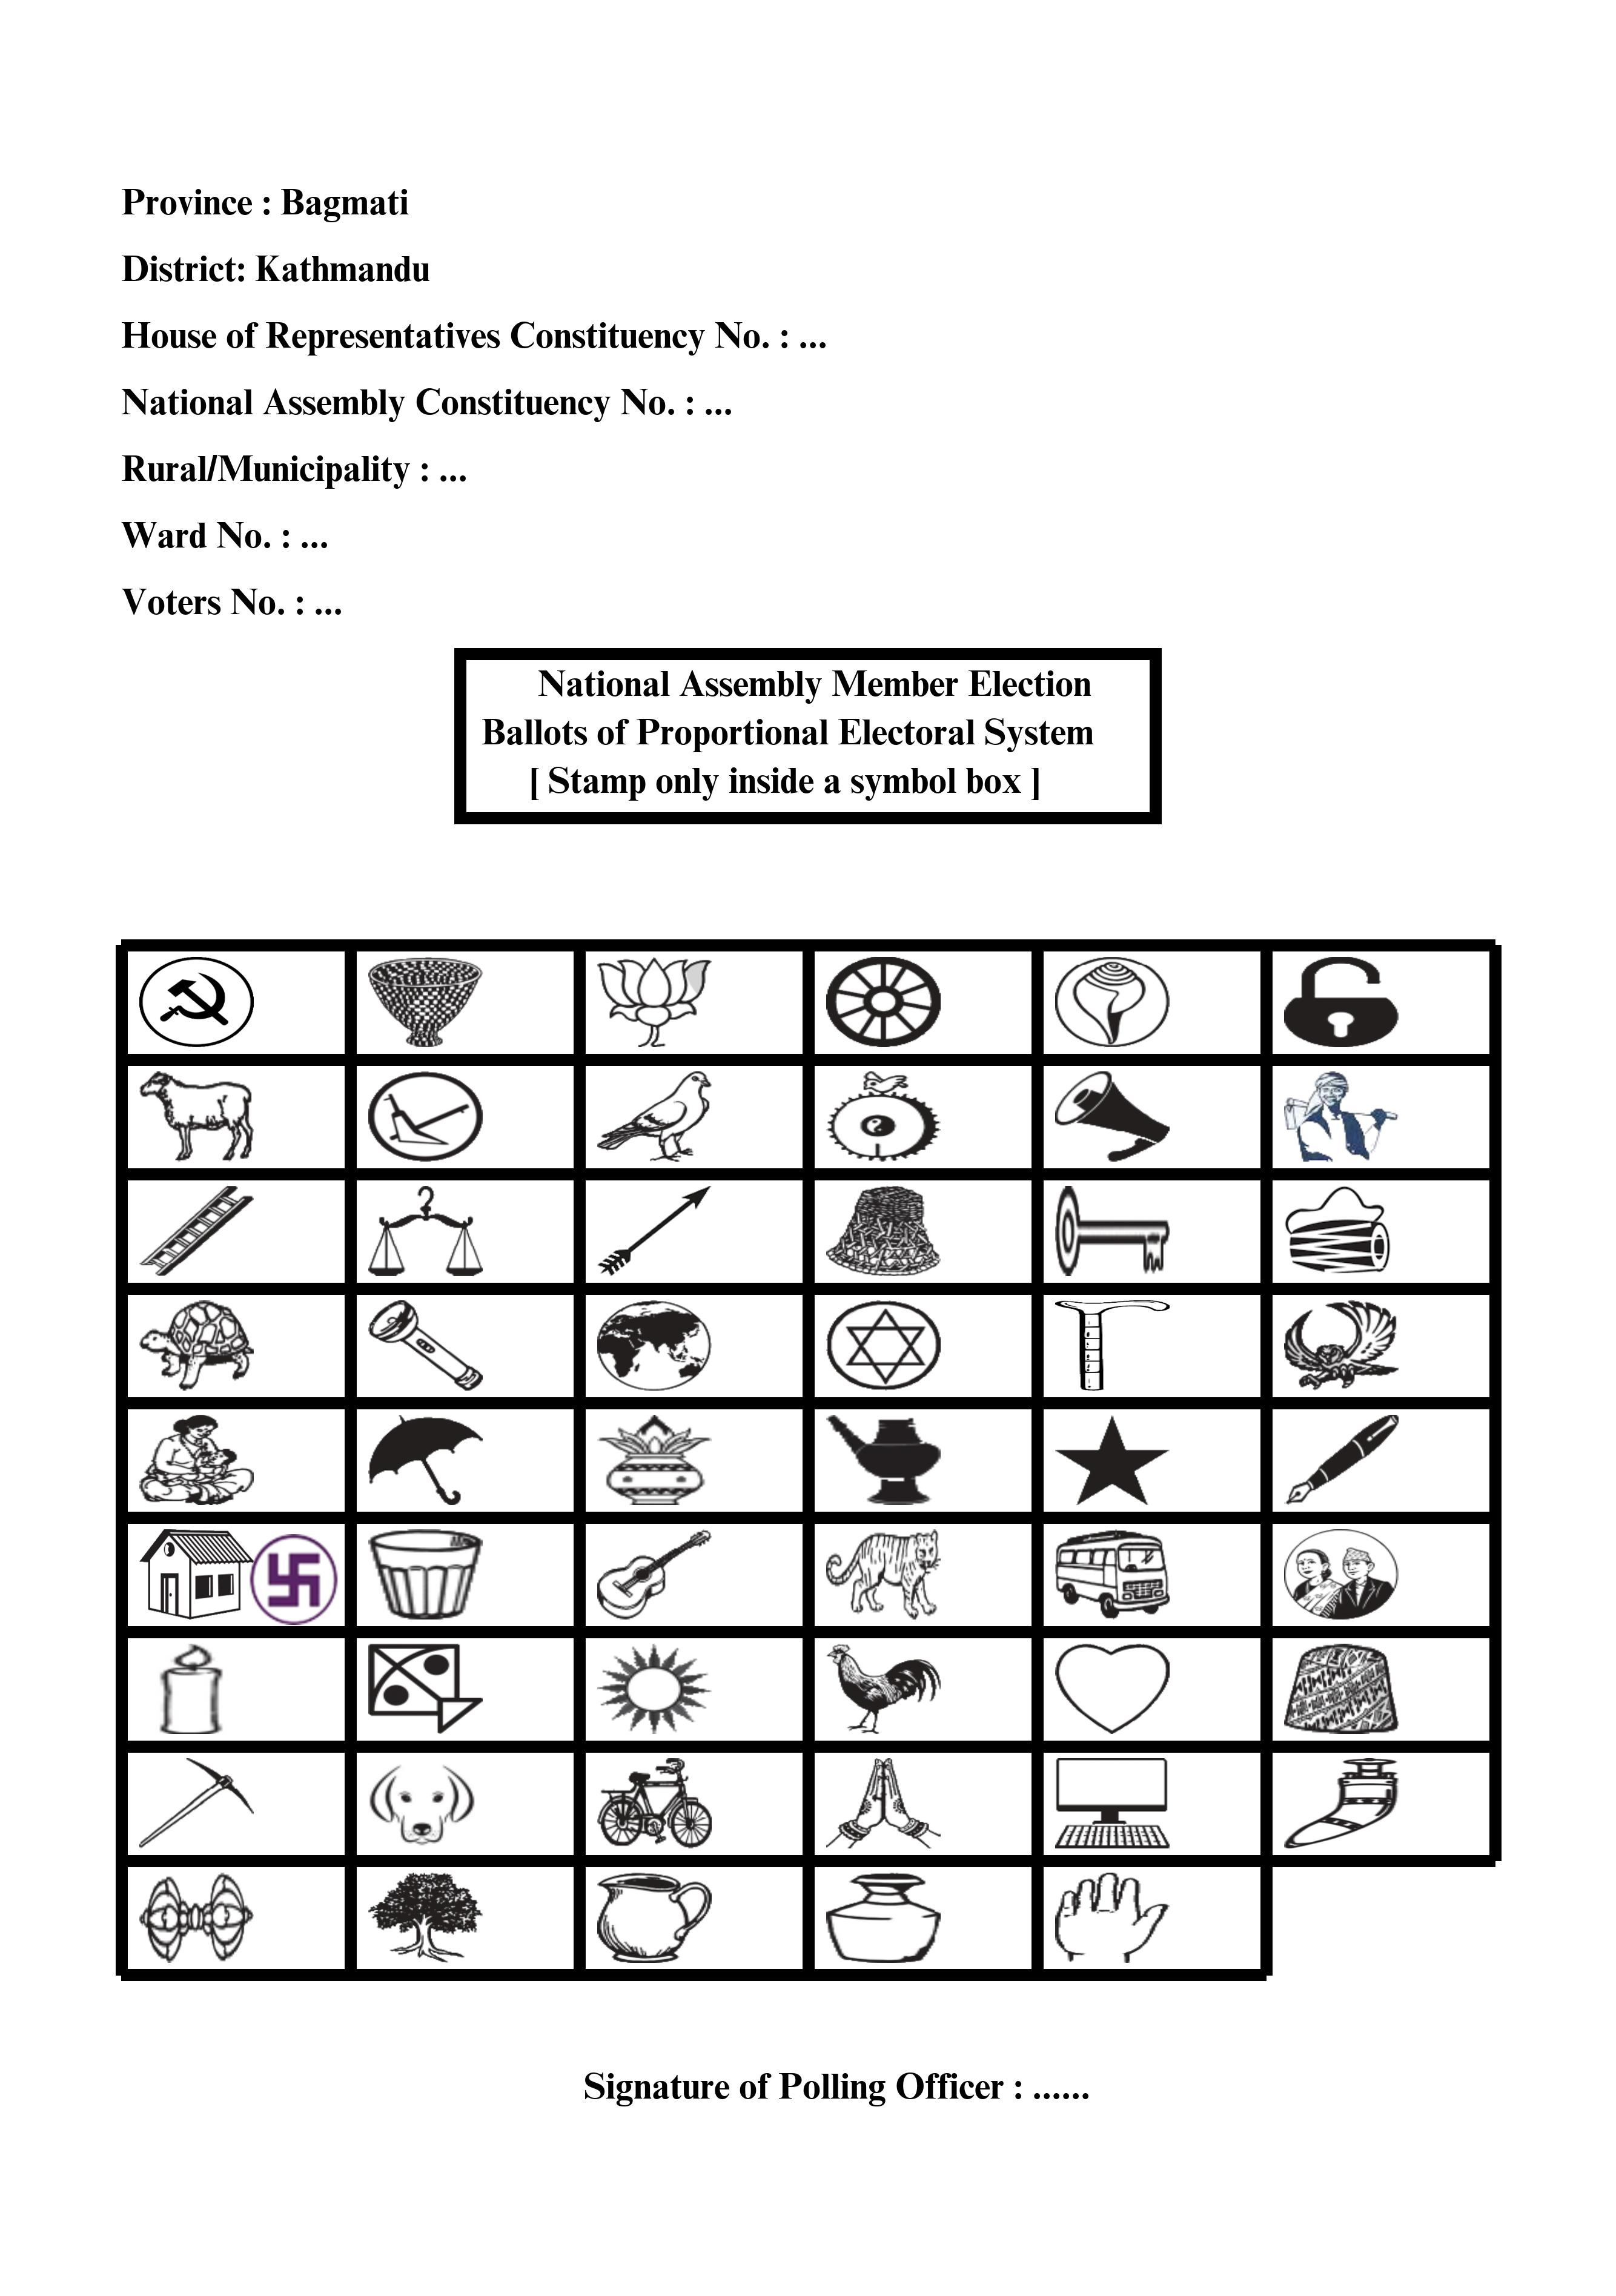 Province : Bagmati
District: Kathmandu
House of Representatives Constituency No. : ...
National Assembly Constituency No. : ...
Rural/Municipality : ...
Ward No. : ...
Voters No. : ...
National Assembly Member Election
Ballots of Proportional Electoral System
[ Stamp only inside a symbol box ]
Signature of Polling Officer : ......